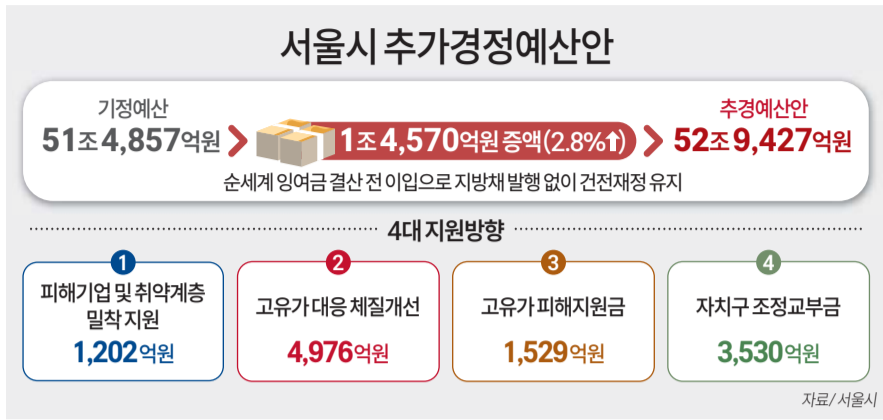 서울시 추가경정예산안
기정예산
51조 4,857억원
1조 4,570억원 증액(2.8%⬆)
추경예산안
52조 9,427억원
순세계 잉여금 결산 전 이입으로 지방채 발행 없이 건전재정 유지
4대 지원방향
1
피해기업 및 취약계층
밀착 지원
1,202억원
2
고유가 대응 체질개선
4,976억원
3
고유가 피해지원금
1,529억원
4
자치구 조정교부금
3,530억원
자료/ 서울시